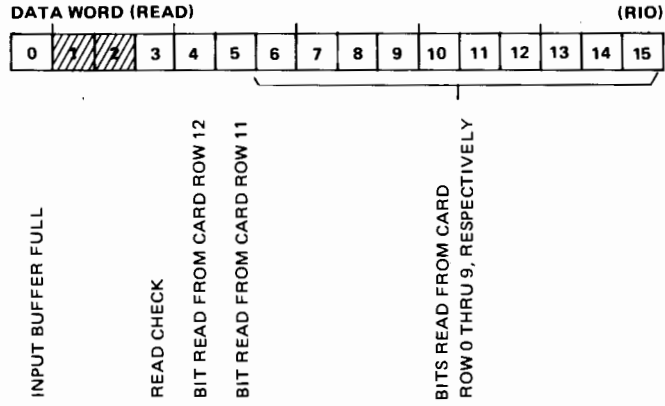 DATA WORD (READ) (RIO)
0 1 2 3 4 5 6 7 8 9 10 11 12 13 14 15
INPUT BUFFER FULL
READ CHECK
BIT READ FROM CARD ROW 12
BIT READ FROM CARD ROW 11
BITS READ FROM CARD
ROW 0 THRU 9, RESPECTIVELY